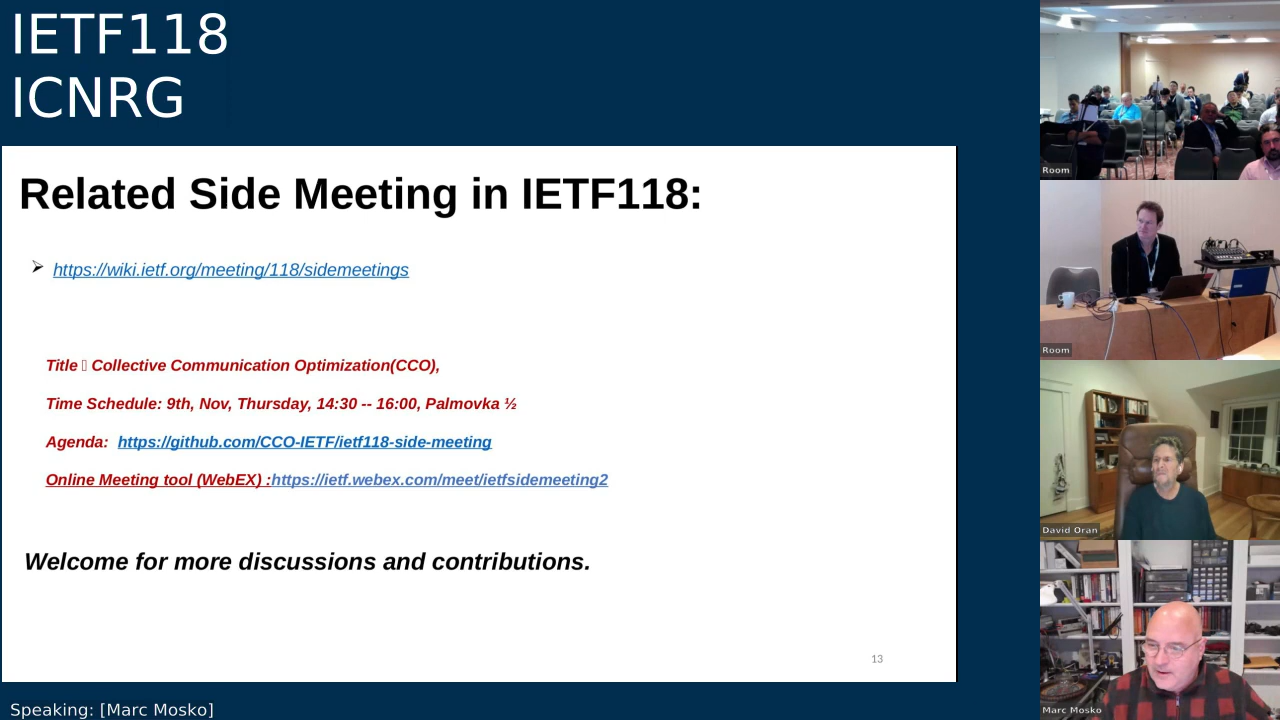 IETF118
ICNRG
Related Side Meeting in IETF118:
➢ https://wiki.ietf.org/meeting/118/sidemeetings
Title ▯ Collective Communication Optimization(CCO),
Time Schedule: 9th, Nov, Thursday, 14:30 -- 16:00, Palmovka ½
Agenda: https://github.com/CCO-IETF/ietf118-side-meeting
Online Meeting tool (WebEX) :https://ietf.webex.com/meet/ietfsidemeeting2
Welcome for more discussions and contributions.
13
Speaking: [Marc Mosko]
Room
Room
David Oran
Marc Mosko